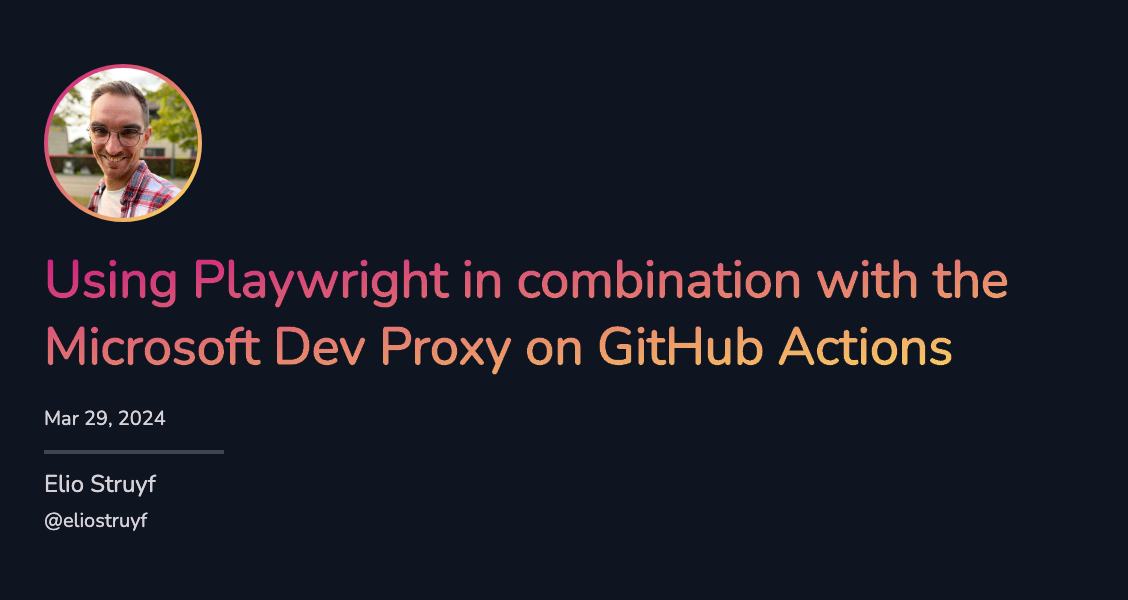 Using Playwright in combination with the
Microsoft Dev Proxy on GitHub Actions
Mar 29, 2024
Elio Struyf
@eliostruyf